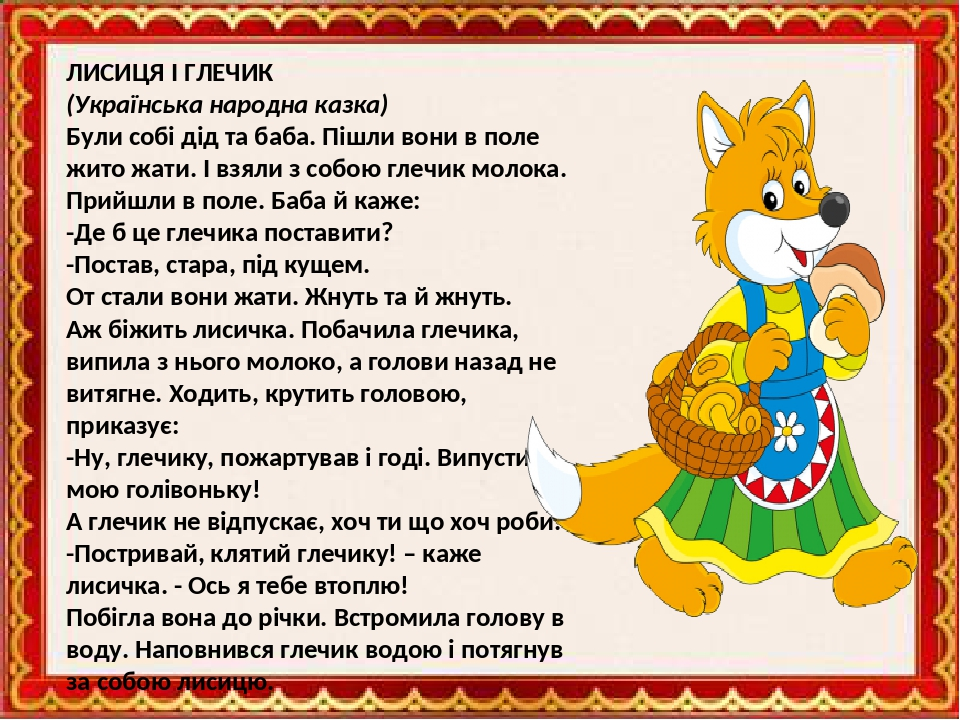 ЛИСИЦЯ І ГЛЕЧИК
(Українська народна казка)
Були собі дід та баба. Пішли вони в поле
жито жати. І взяли з собою глечик молока.
Прийшли в поле. Баба й каже:
-Де б це глечика поставити?
-Постав, стара, під кущем.
От стали вони жати. Жнуть та й жнуть.
Аж біжить лисичка. Побачила глечика,
випила з нього молоко, а голови назад не
витягне. Ходить, крутить головою,
приказує:
-Ну, глечику, пожартував і годі. Випусти
мою голівоньку!
А глечик не відпускає, хоч ти що хоч роби.
-Постривай, клятий глечику! – каже
лисичка. - Ось я тебе втоплю!
Побігла вона до річки. Встромила голову в
воду. Наповнився глечик водою і потягнув
за собою лисицю.